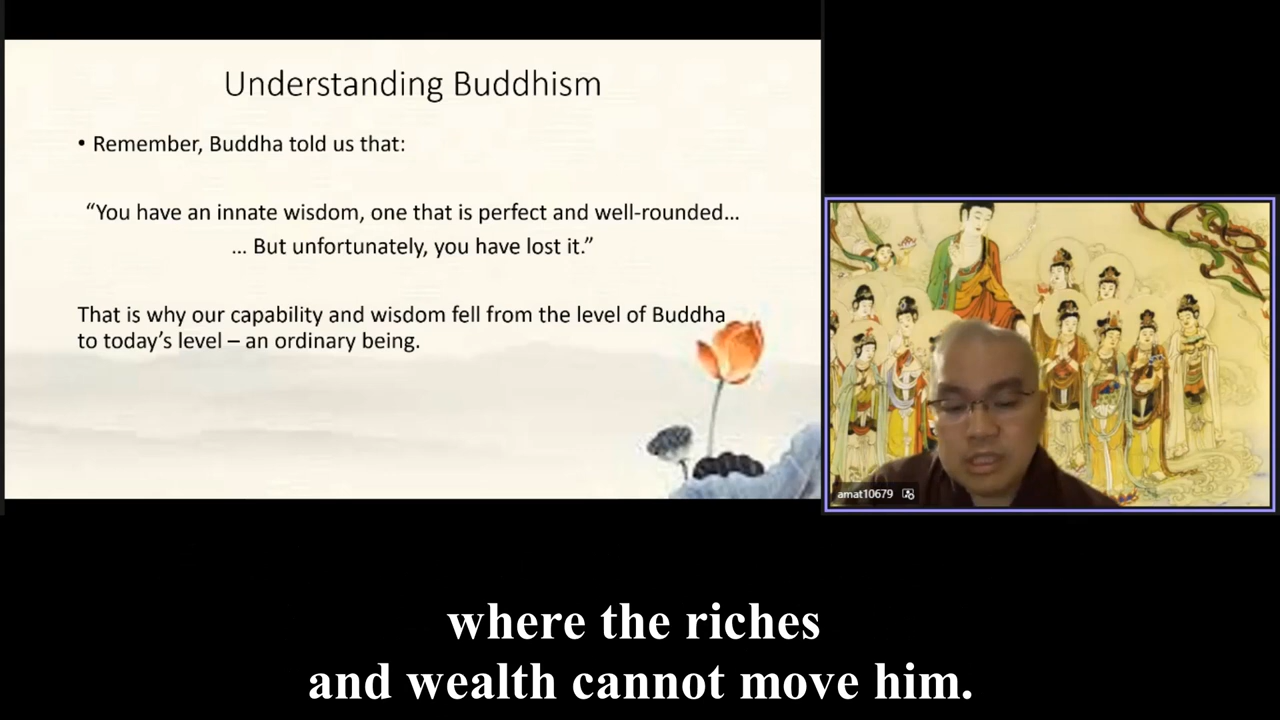 Understanding Buddhism
• Remember, Buddha told us that:
“You have an innate wisdom, one that is perfect and well-rounded…
… But unfortunately, you have lost it.”
That is why our capability and wisdom fell from the level of Buddha
to today’s level – an ordinary being.
amat10679
where the riches
and wealth cannot move him.